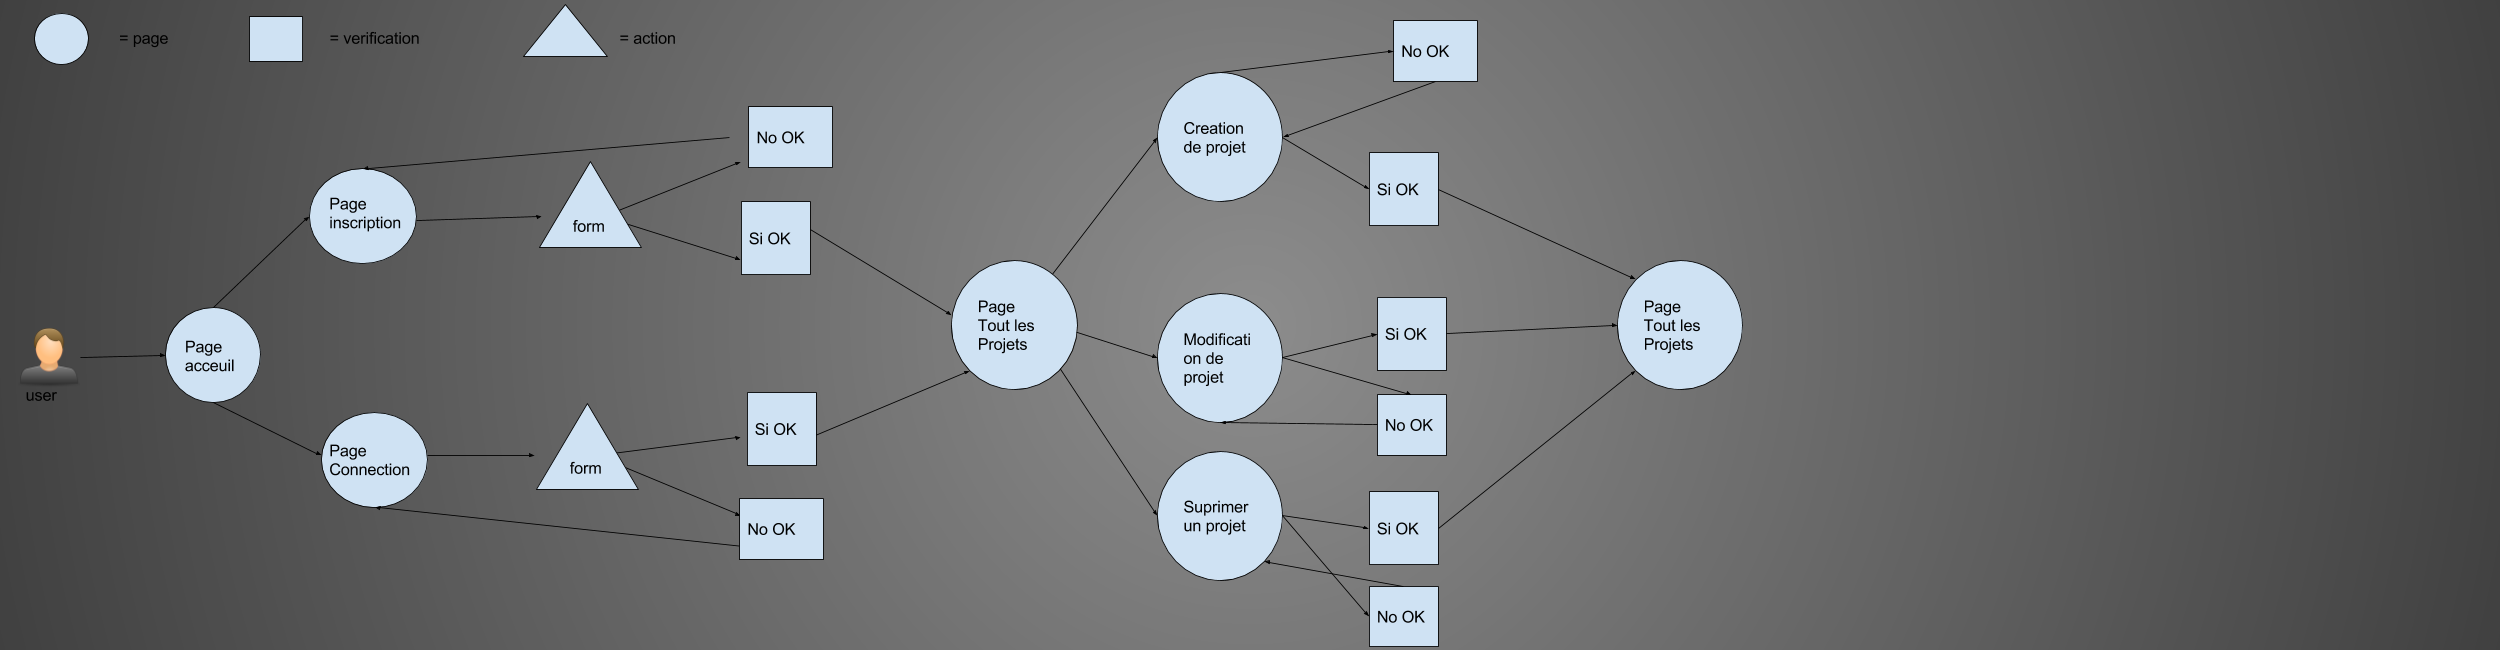 = page
= verification
= action
user
Page
acceuil
Page
inscription
form
No OK
Si OK
Page
Connection
form
Si OK
No OK
Page
Tout les
Projets
Creation
de projet
No OK
Si OK
Modificati
on de
projet
Si OK
No OK
Suprimer
un projet
Si OK
No OK
Page
Tout les
Projets